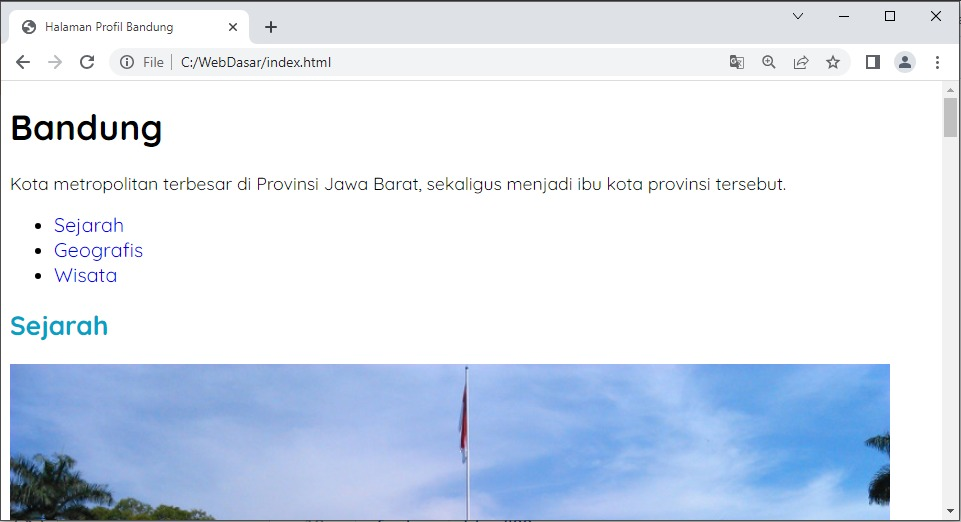 Halaman Profil Bandung
File C:/WebDasar/index.html
Bandung
Kota metropolitan terbesar di Provinsi Jawa Barat, sekaligus menjadi ibu kota provinsi tersebut.
Sejarah
Geografis
Wisata
Sejarah